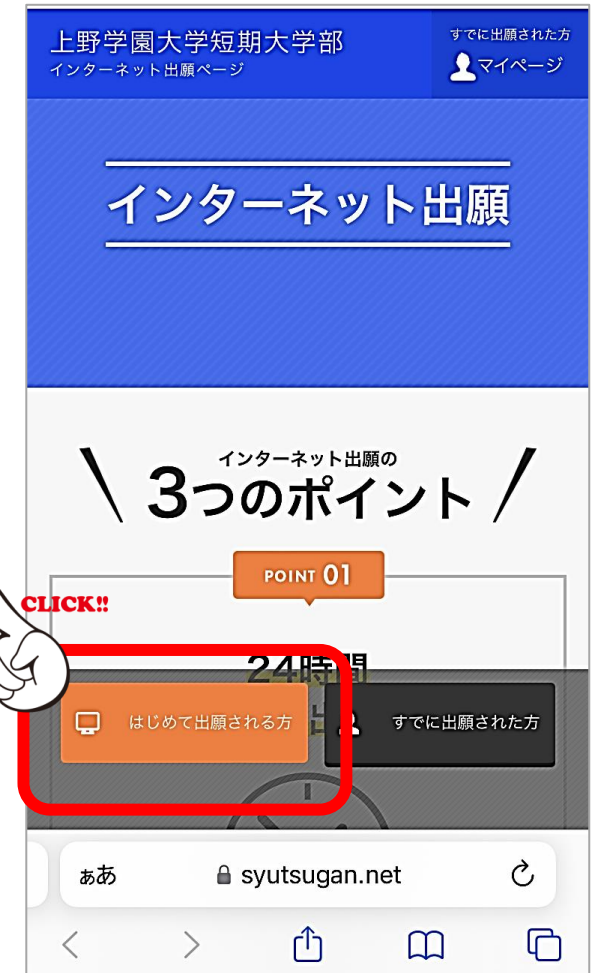 上野学園大学短期大学部
インターネット出願ページ
すでに出願された方
マイページ
インターネット出願
インターネット出願の
3つのポイント
POINT 01
CLICK!!
24時間
出
はじめて出願される方
すでに出願された方
ぁあ
syutsugan.net